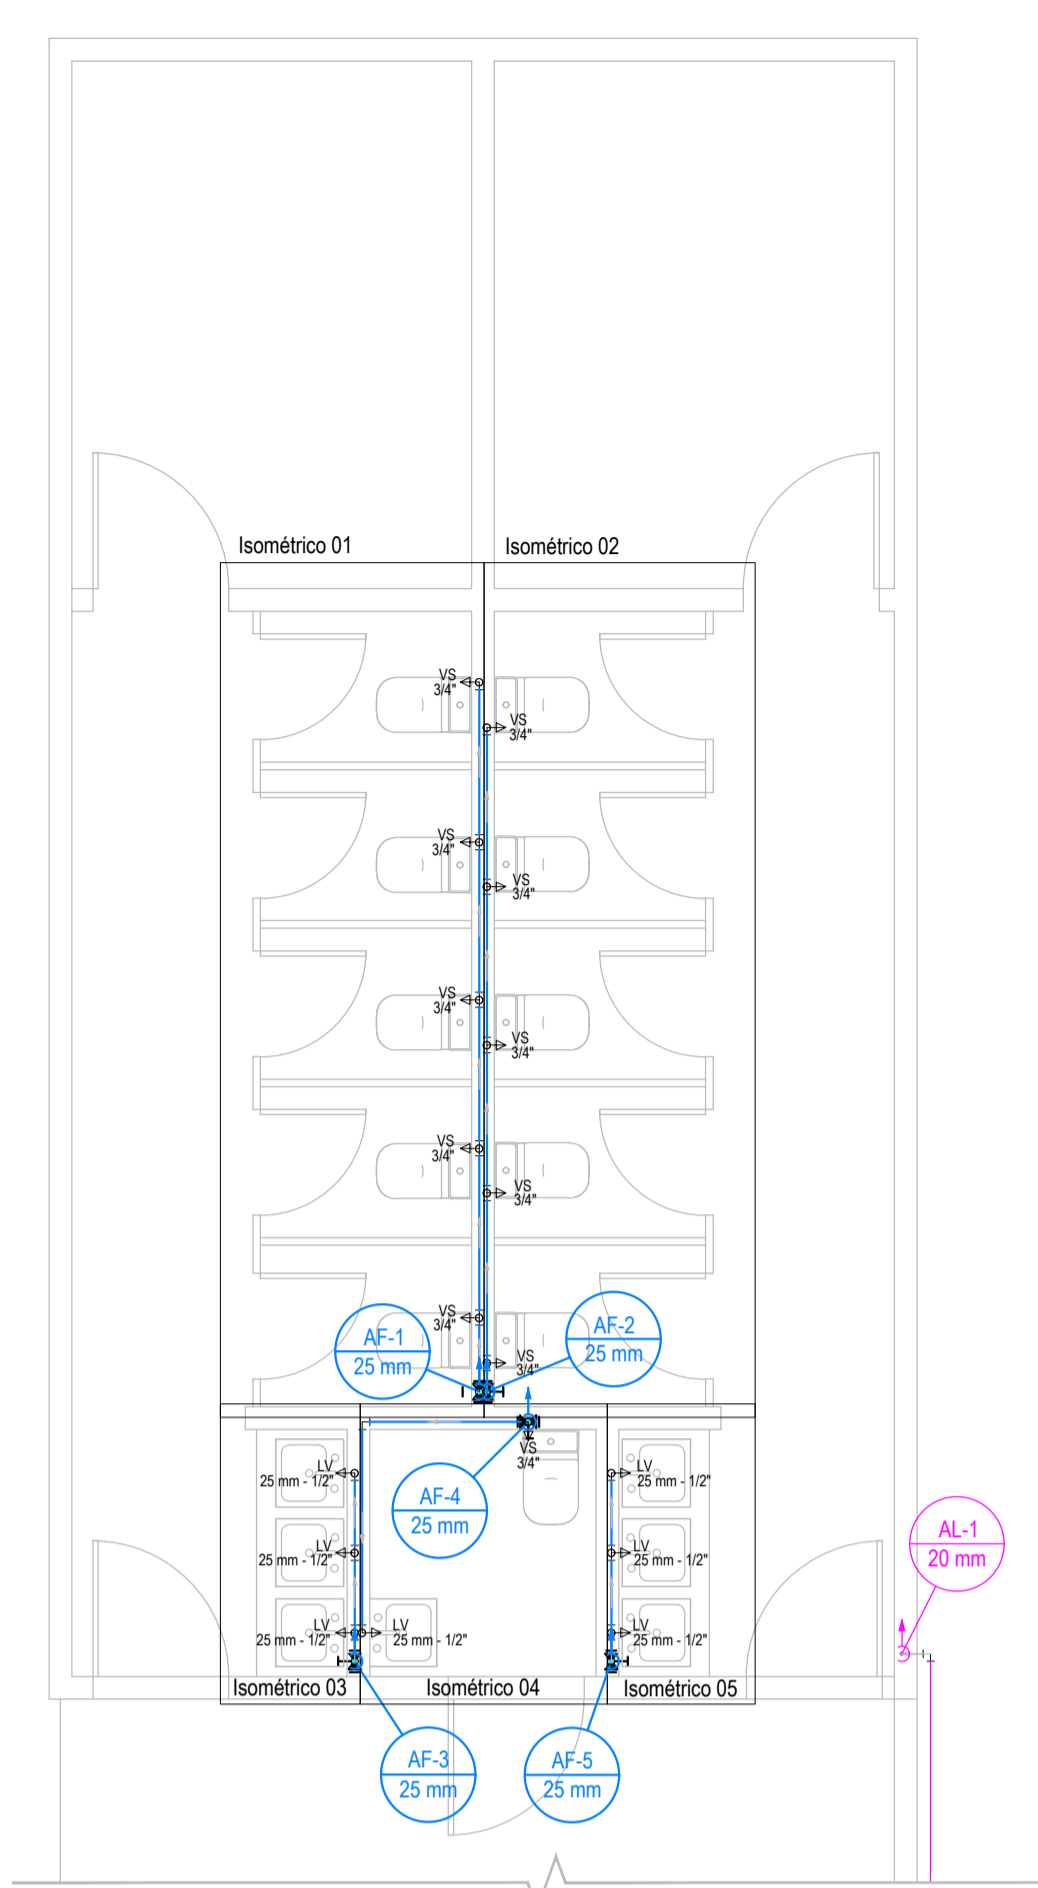 Isométrico 01
Isométrico 02
VS
3/4"
VS
3/4"
VS
3/4"
VS
3/4"
VS
3/4"
VS
3/4"
VS
3/4"
VS
3/4"
VS
3/4"
VS
3/4"
AF-1
25 mm
AF-2
25 mm
VS
3/4"
LV
25 mm - 1/2"
LV
25 mm - 1/2"
AF-4
25 mm
LV
25 mm - 1/2"
LV
25 mm - 1/2"
AL-1
20 mm
LV
25 mm - 1/2"
LV
25 mm - 1/2"
LV
25 mm - 1/2"
Isométrico 03
Isométrico 04
Isométrico 05
AF-3
25 mm
AF-5
25 mm